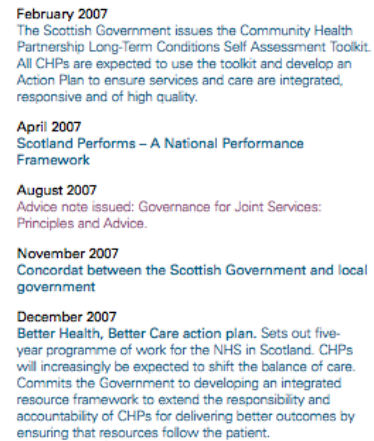 February 2007
The Scottish Government issues the Community Health
Partnership Long-Term Conditions Self Assessment Toolkit.
All CHPs are expected to use the toolkit and develop an
Action Plan to ensure services and care are integrated,
responsive and of high quality.
April 2007
Scotland Performs – A National Performance
Framework
August 2007
Advice note issued: Governance for Joint Services:
Principles and Advice.
November 2007
Concordat between the Scottish Government and local
government
December 2007
Better Health, Better Care action plan. Sets out five-
year programme of work for the NHS in Scotland. CHPs
will increasingly be expected to shift the balance of care.
Commits the Government to developing an integrated
resource framework to extend the responsibility and
accountability of CHPs for delivering better outcomes by
ensuring that resources follow the patient.